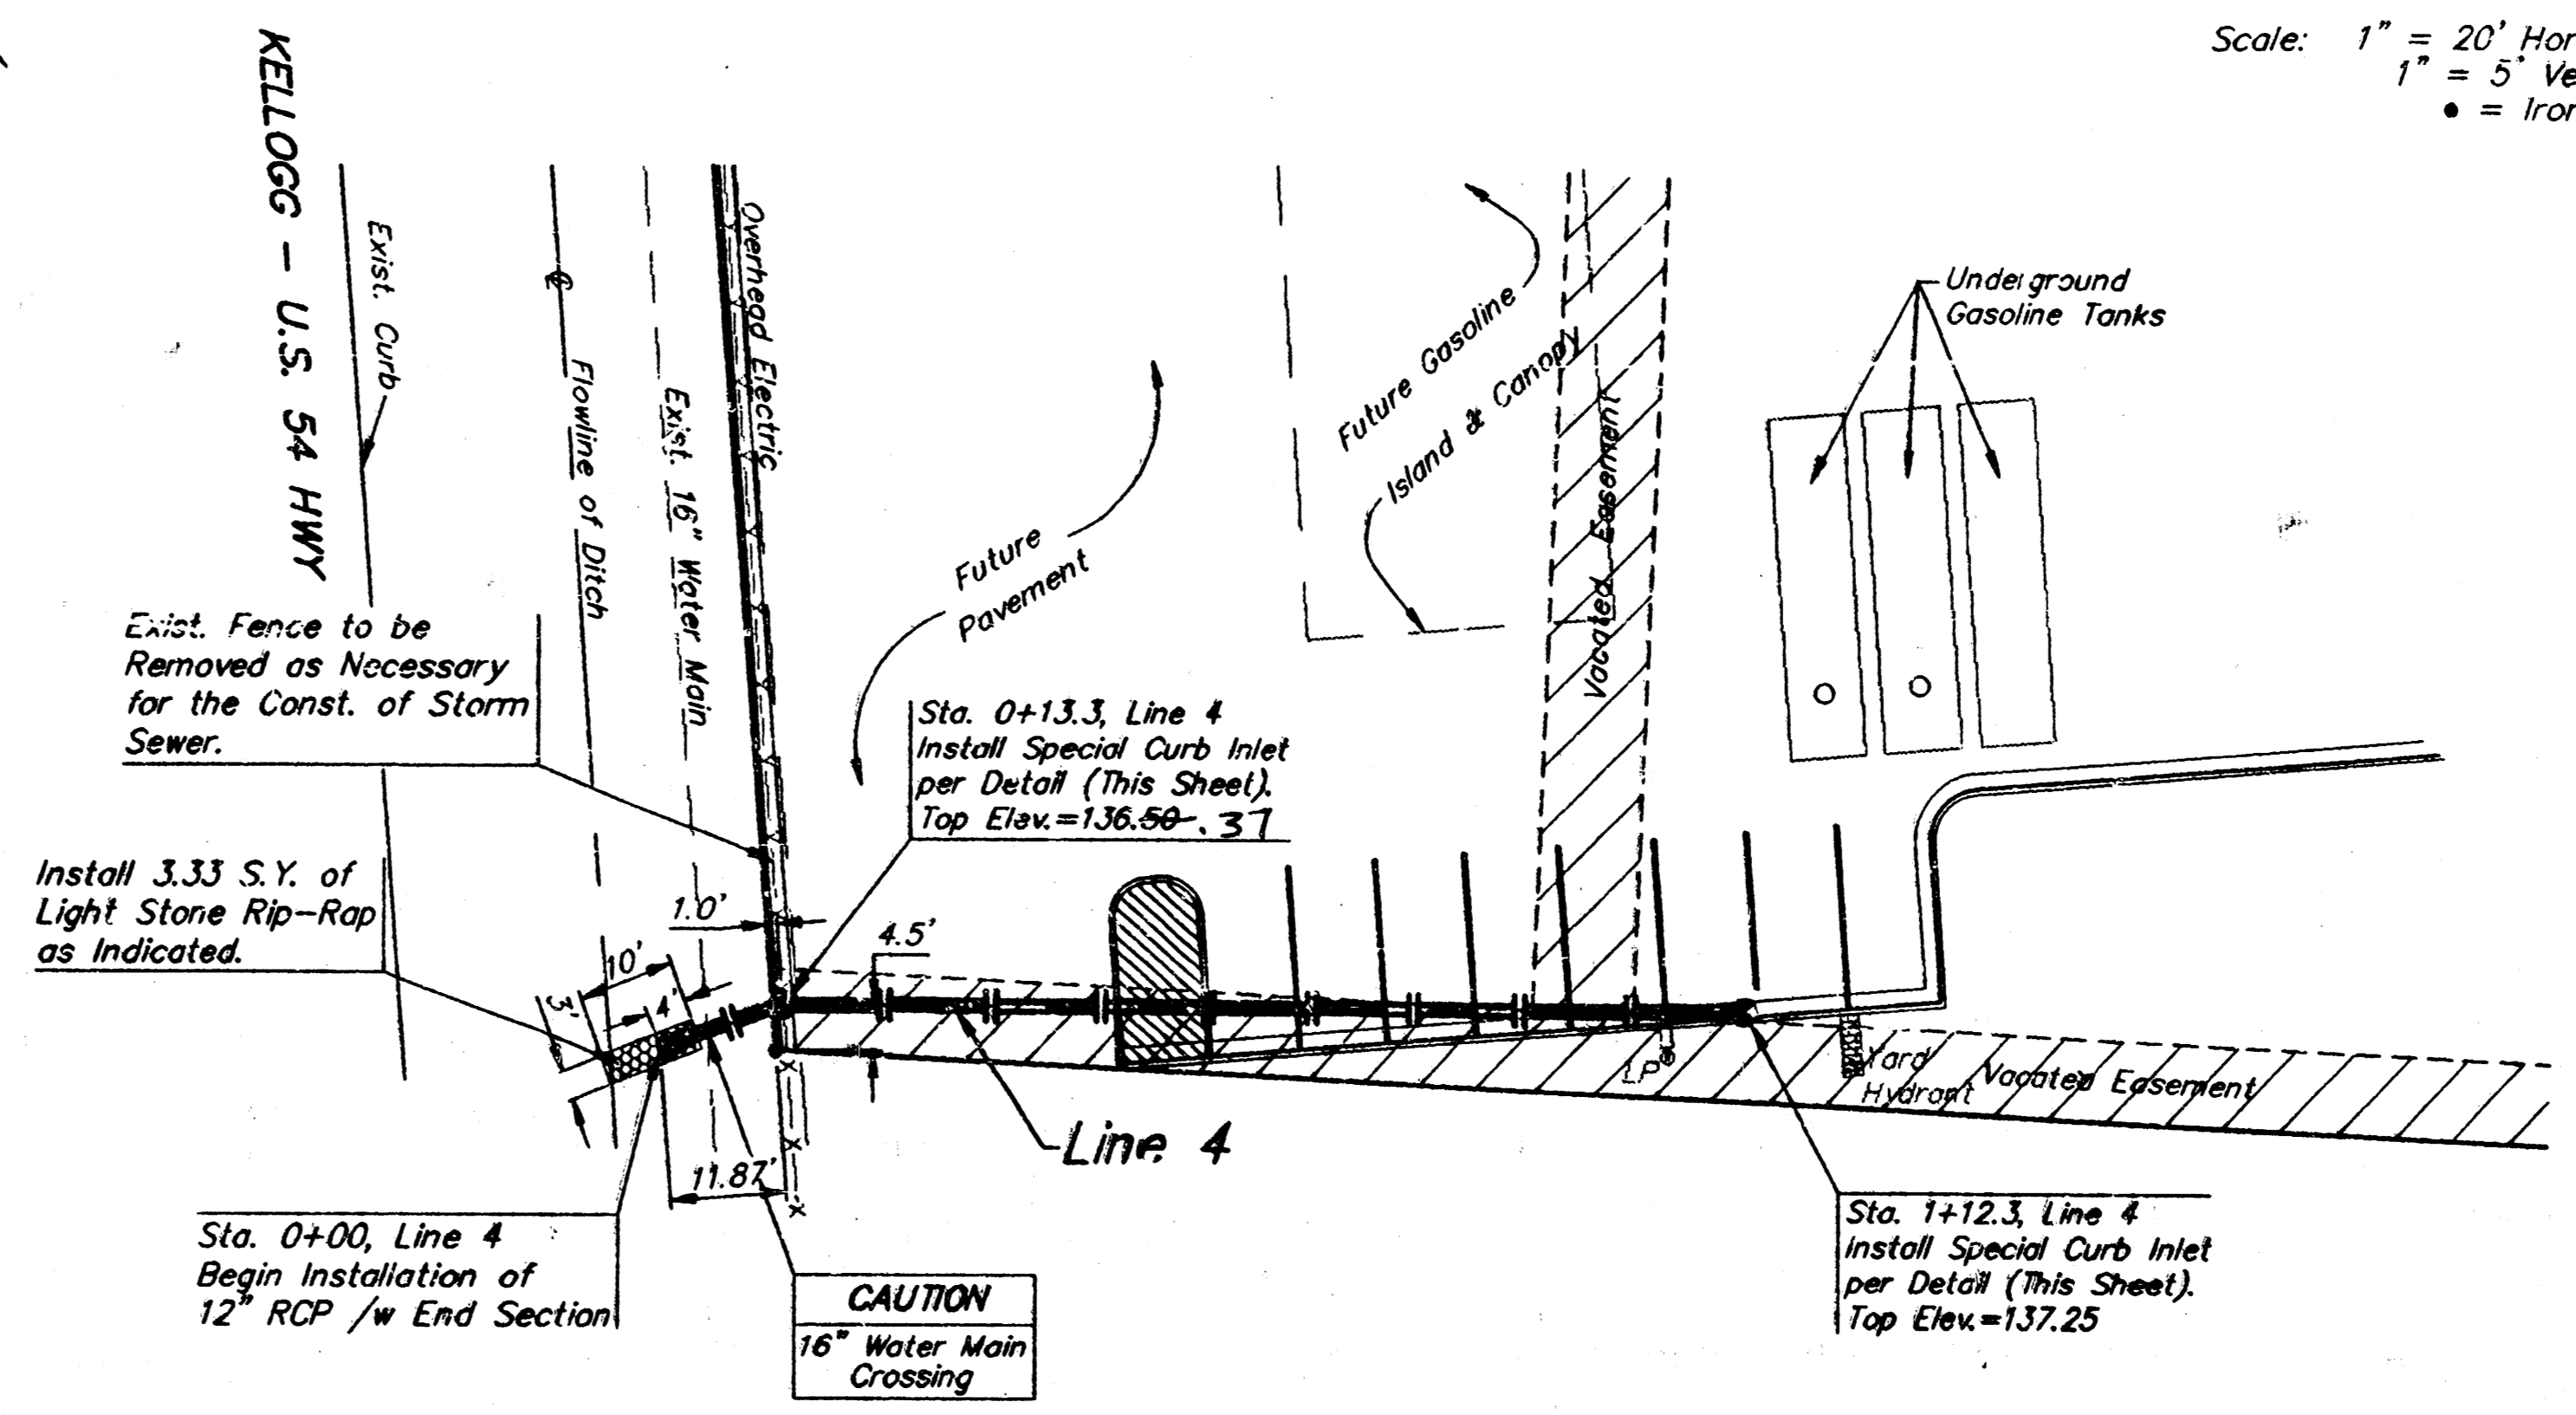 Scale: 1" = 20' Hor
1" = 5' Ve
• = Iron
KELLOGG - U.S. 54 HWY
Exist. Curb
℄
Flowline of Ditch
Exist. 16" Water Main
Overhead Electric
Future
Pavement
Future Gasoline
Island & Canopy
Vacated Easement
Underground
Gasoline Tanks
Exist. Fence to be
Removed as Necessary
for the Const. of Storm
Sewer.
Sta. 0+13.3, Line 4
Install Special Curb Inlet
per Detail (This Sheet).
Top Elev.=136.50 .37
Install 3.33 S.Y. of
Light Stone Rip-Rap
as Indicated.
1.0'
4.5'
10'
4'
3'
11.87'
LP
Yard
Hydrant
Vacated Easement
Line 4
Sta. 0+00, Line 4
Begin Installation of
12" RCP /w End Section
CAUTION
16" Water Main
Crossing
Sta. 1+12.3, Line 4
Install Special Curb Inlet
per Detail (This Sheet).
Top Elev.=137.25
X
X
X